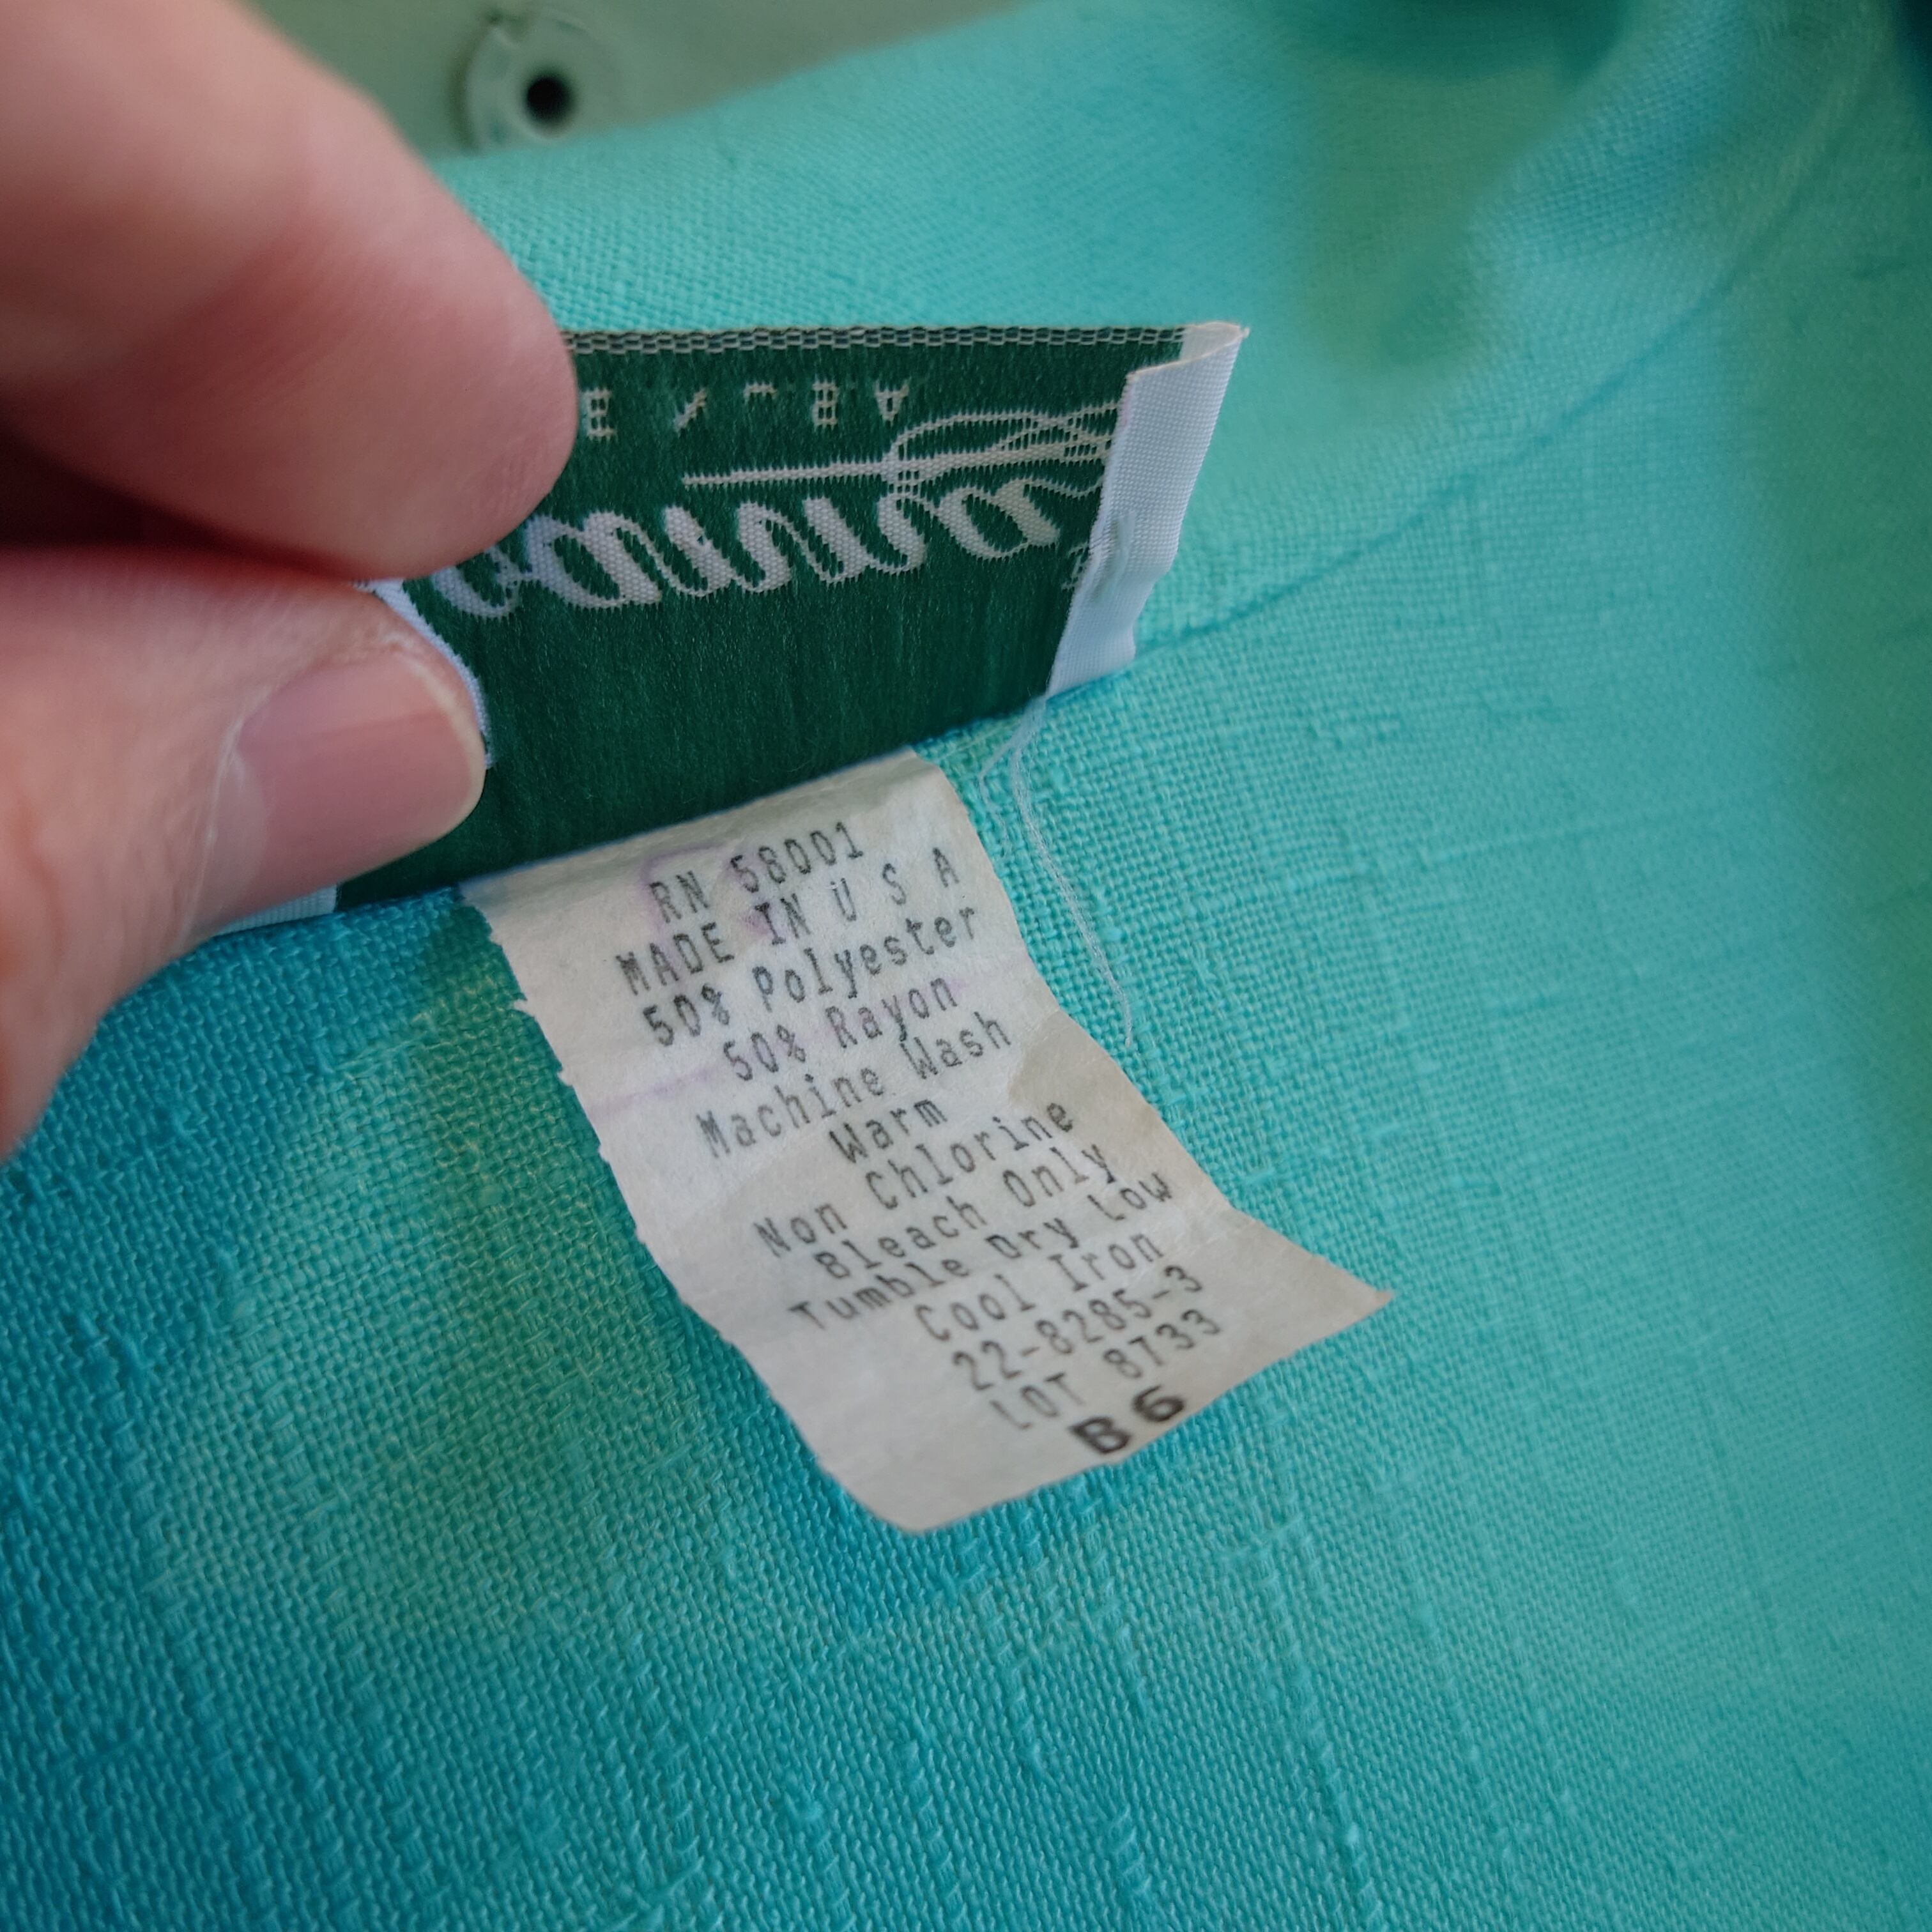 RN 58001
MADE IN U S A
50% Polyester
50% Rayon
Machine Wash
Warm
Non Chlorine
Bleach Only
Tumble Dry Low
Cool Iron
22-8285-3
LOT 8733
B6